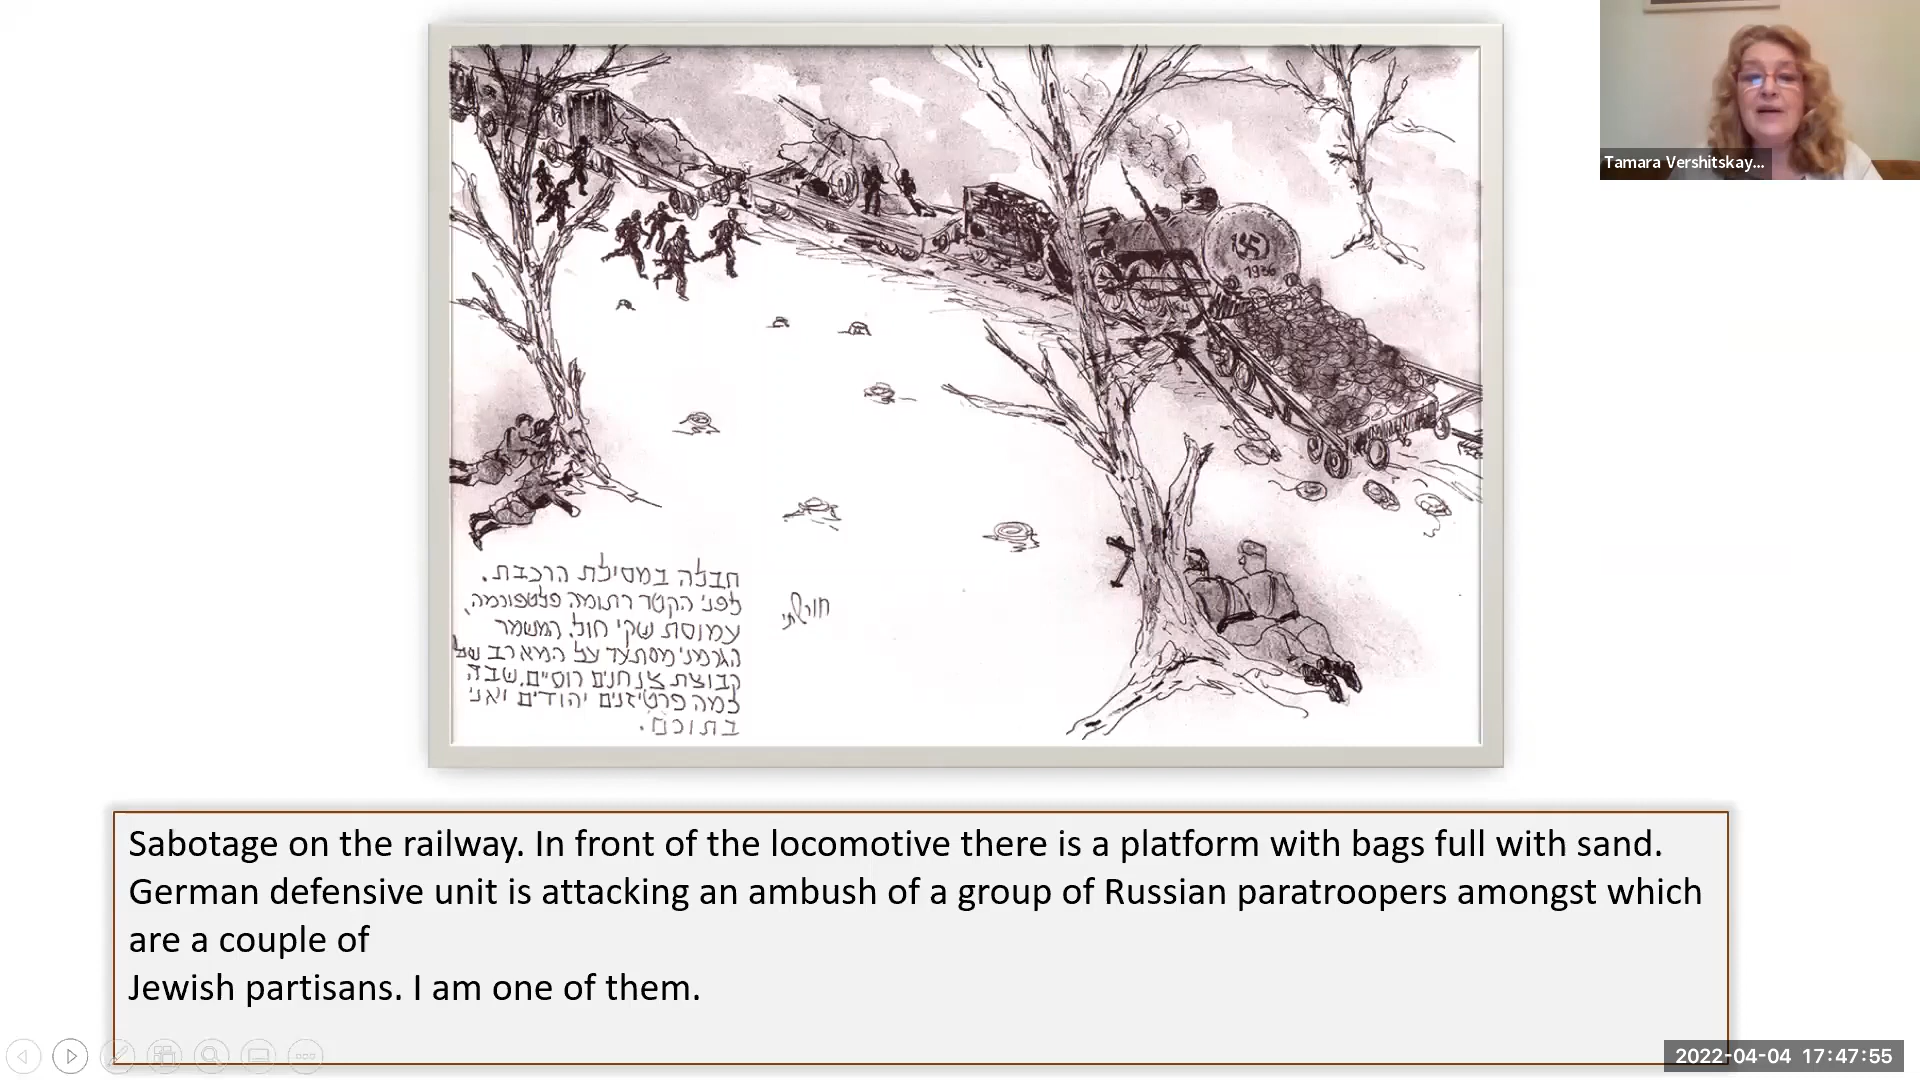 Tamara Vershitskay...
1936
חבלה במסילת הרכבת.
לפני הקטר רתומה פלטפורמה,
עמוסת שקי חול. המשמר
הגרמני מסתער על המארב של
קבוצת צנחנים רוסיים, שבה
כמה פרטיזנים יהודים ואני
בתוכם.
Sabotage on the railway. In front of the locomotive there is a platform with bags full with sand.
German defensive unit is attacking an ambush of a group of Russian paratroopers amongst which
are a couple of
Jewish partisans. I am one of them.
2022-04-04 17:47:55